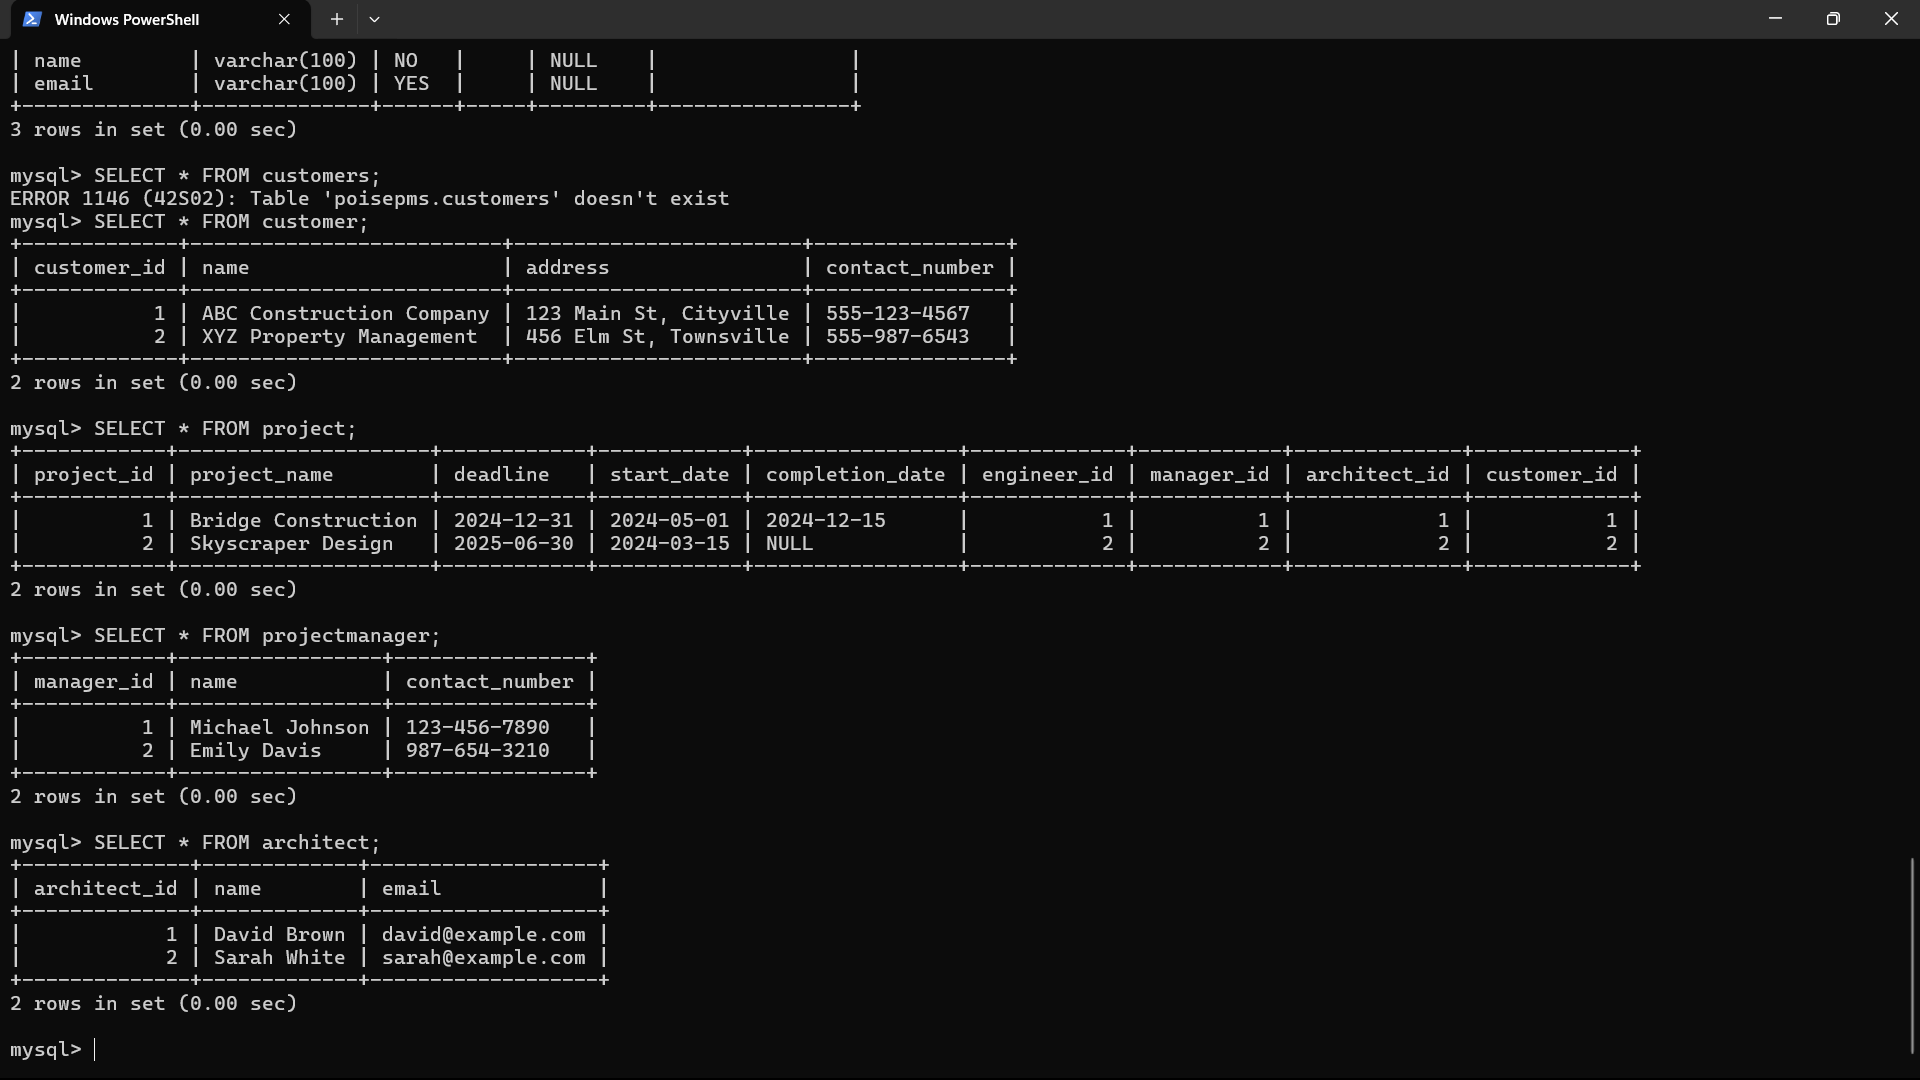 Windows PowerShell
| name         | varchar(100) | NO   |     | NULL    |                |
| email        | varchar(100) | YES  |     | NULL    |                |
+--------------+--------------+------+-----+---------+----------------+
3 rows in set (0.00 sec)

mysql> SELECT * FROM customers;
ERROR 1146 (42S02): Table 'poisepms.customers' doesn't exist
mysql> SELECT * FROM customer;
+-------------+--------------------------+------------------------+----------------+
| customer_id | name                     | address                | contact_number |
+-------------+--------------------------+------------------------+----------------+
|           1 | ABC Construction Company | 123 Main St, Cityville | 555-123-4567   |
|           2 | XYZ Property Management  | 456 Elm St, Townsville | 555-987-6543   |
+-------------+--------------------------+------------------------+----------------+
2 rows in set (0.00 sec)

mysql> SELECT * FROM project;
+------------+---------------------+------------+------------+-----------------+-------------+------------+--------------+-------------+
| project_id | project_name        | deadline   | start_date | completion_date | engineer_id | manager_id | architect_id | customer_id |
+------------+---------------------+------------+------------+-----------------+-------------+------------+--------------+-------------+
|          1 | Bridge Construction | 2024-12-31 | 2024-05-01 | 2024-12-15      |           1 |          1 |            1 |           1 |
|          2 | Skyscraper Design   | 2025-06-30 | 2024-03-15 | NULL            |           2 |          2 |            2 |           2 |
+------------+---------------------+------------+------------+-----------------+-------------+------------+--------------+-------------+
2 rows in set (0.00 sec)

mysql> SELECT * FROM projectmanager;
+------------+-----------------+----------------+
| manager_id | name            | contact_number |
+------------+-----------------+----------------+
|          1 | Michael Johnson | 123-456-7890   |
|          2 | Emily Davis     | 987-654-3210   |
+------------+-----------------+----------------+
2 rows in set (0.00 sec)

mysql> SELECT * FROM architect;
+--------------+-------------+-------------------+
| architect_id | name        | email             |
+--------------+-------------+-------------------+
|            1 | David Brown | david@example.com |
|            2 | Sarah White | sarah@example.com |
+--------------+-------------+-------------------+
2 rows in set (0.00 sec)

mysql>